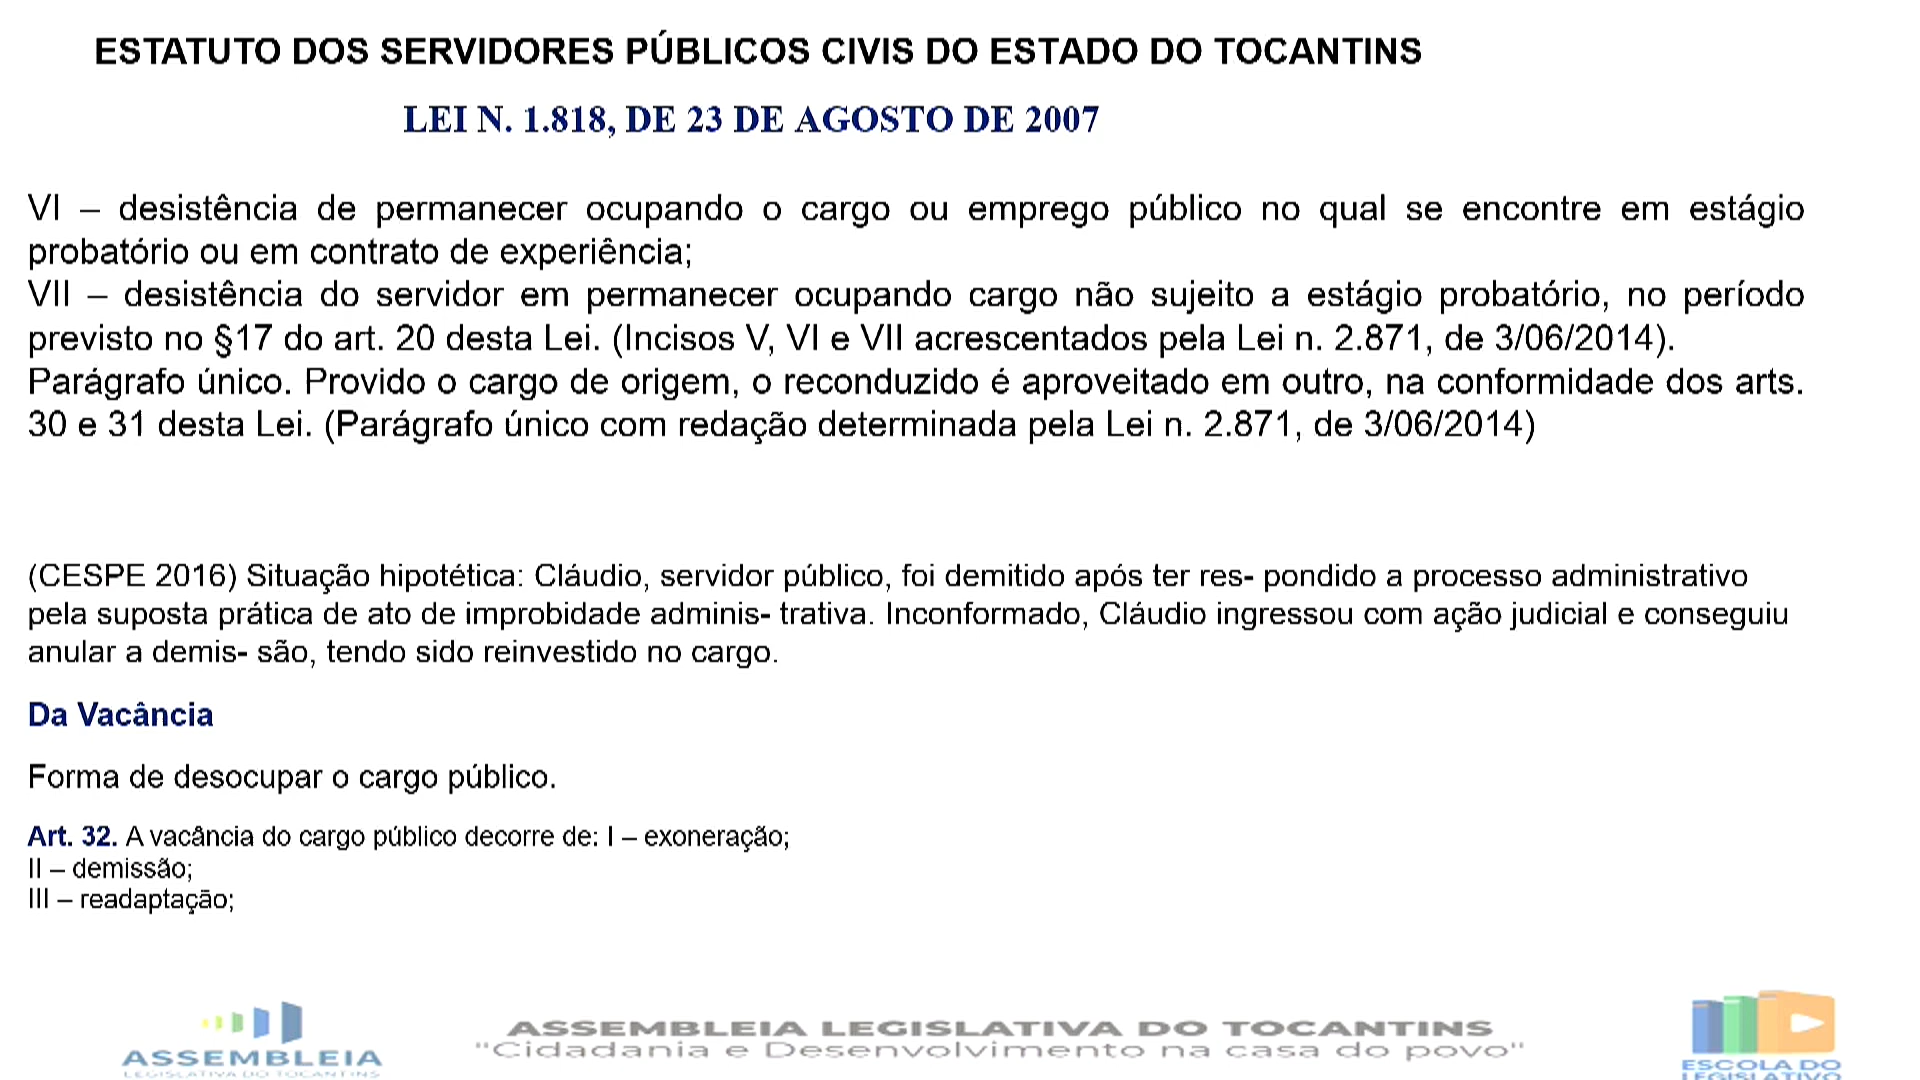 ESTATUTO DOS SERVIDORES PÚBLICOS CIVIS DO ESTADO DO TOCANTINS
LEI N. 1.818, DE 23 DE AGOSTO DE 2007
VI – desistência de permanecer ocupando o cargo ou emprego público no qual se encontre em estágio
probatório ou em contrato de experiência;
VII – desistência do servidor em permanecer ocupando cargo não sujeito a estágio probatório, no período
previsto no §17 do art. 20 desta Lei. (Incisos V, VI e VII acrescentados pela Lei n. 2.871, de 3/06/2014).
Parágrafo único. Provido o cargo de origem, o reconduzido é aproveitado em outro, na conformidade dos arts.
30 e 31 desta Lei. (Parágrafo único com redação determinada pela Lei n. 2.871, de 3/06/2014)
(CESPE 2016) Situação hipotética: Cláudio, servidor público, foi demitido após ter res- pondido a processo administrativo
pela suposta prática de ato de improbidade adminis- trativa. Inconformado, Cláudio ingressou com ação judicial e conseguiu
anular a demis- são, tendo sido reinvestido no cargo.
Da Vacância
Forma de desocupar o cargo público.
Art. 32. A vacância do cargo público decorre de: I – exoneração;
II – demissão;
III – readaptação;
ASSEMBLEIA
LEGISLATIVA DO TOCANTINS
ASSEMBLEIA LEGISLATIVA DO TOCANTINS
"Cidadania e Desenvolvimento na casa do povo"
ESCOLA DO
LEGISLATIVO